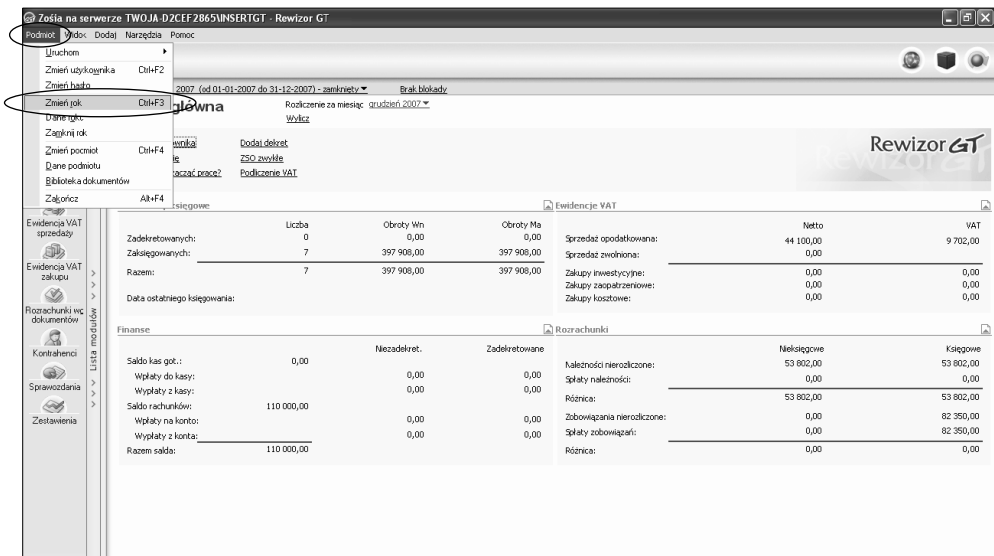 Zośia na serwerze TWOJA-D2CEF2865\INSERTGT - Rewizor GT
Podmiot Widok Dodaj Narzędzia Pomoc
Uruchom
Zmień użytkownika Ctrl+F2
Zmień hasło
Zmień rok Ctrl+F3
Dane roku
Zamknij rok
Zmień podmiot Ctrl+F4
Dane podmiotu
Biblioteka dokumentów
Zakończ Alt+F4
2007 (od 01-01-2007 do 31-12-2007) - zamknięty Brak blokady
główna
Rozliczenie za miesiąc grudzień 2007
Wylicz
Dodaj dekret
ZSO zwykłe
zacząć pracę? Podliczenie VAT
Rewizor GT
Ewidencja VAT sprzedaży
Ewidencja VAT zakupu
Rozrachunki wg dokumentów
Kontrahenci
Sprawozdania
Zestawienia
Lista modułów
Liczba Obroty Wn Obroty Ma
Zadekretowanych: 0 0,00 0,00
Zaksięgowanych: 7 397 908,00 397 908,00
Razem: 7 397 908,00 397 908,00
Data ostatniego księgowania:
Ewidencje VAT
Netto VAT
Sprzedaż opodatkowana: 44 100,00 9 702,00
Sprzedaż zwolniona: 0,00
Zakupy inwestycyjne: 0,00 0,00
Zakupy zaopatrzeniowe: 0,00 0,00
Zakupy kosztowe: 0,00 0,00
Finanse
Niezadekret. Zadekretowane
Saldo kas got.: 0,00
Wpłaty do kasy: 0,00 0,00
Wypłaty z kasy: 0,00 0,00
Saldo rachunków: 110 000,00
Wpłaty na konto: 0,00 0,00
Wypłaty z konta: 0,00 0,00
Razem salda: 110 000,00
Rozrachunki
Nieksięgowe Księgowe
Należności nierozliczone: 53 802,00 53 802,00
Spłaty należności: 0,00 0,00
Różnica: 53 802,00 53 802,00
Zobowiązania nierozliczone: 0,00 82 350,00
Spłaty zobowiązań: 0,00 82 350,00
Różnica: 0,00 0,00